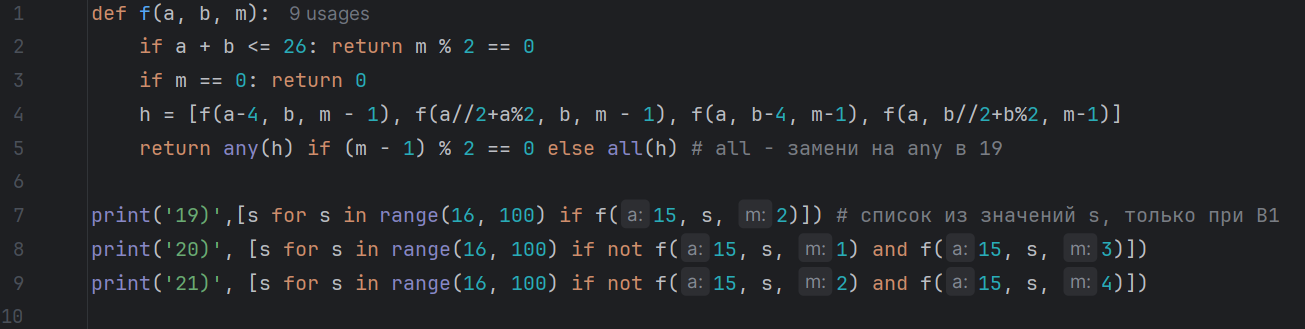 1 def f(a, b, m): 9 usages
2 if a + b <= 26: return m % 2 == 0
3 if m == 0: return 0
4 h = [f(a-4, b, m - 1), f(a//2+a%2, b, m - 1), f(a, b-4, m-1), f(a, b//2+b%2, m-1)]
5 return any(h) if (m - 1) % 2 == 0 else all(h) # all - замени на any в 19
6
7 print('19)',[s for s in range(16, 100) if f( a: 15, s, m: 2)]) # список из значений s, только при В1
8 print('20)', [s for s in range(16, 100) if not f( a: 15, s, m: 1) and f( a: 15, s, m: 3)])
9 print('21)', [s for s in range(16, 100) if not f( a: 15, s, m: 2) and f( a: 15, s, m: 4)])
10